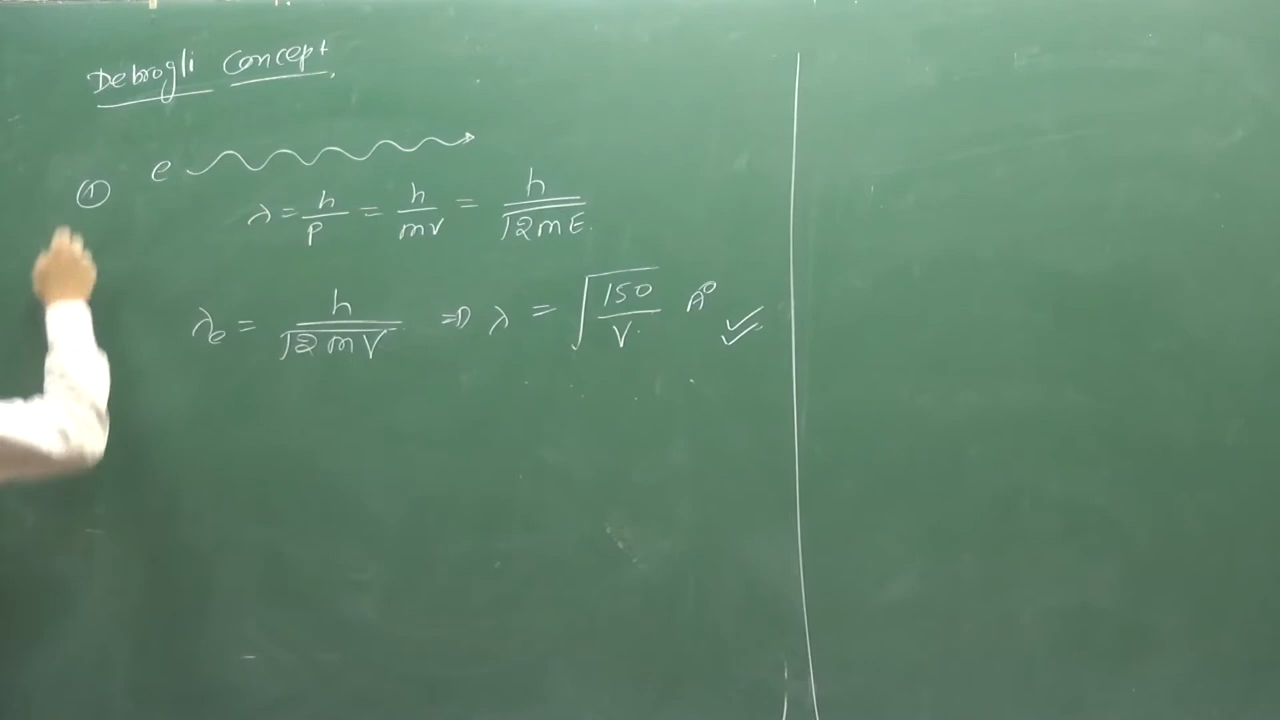 Debrogli Concept
① e
λ = h/p = h/mv = h/√2mE.
λe = h/√2mV ⇒ λ = √150/V A°